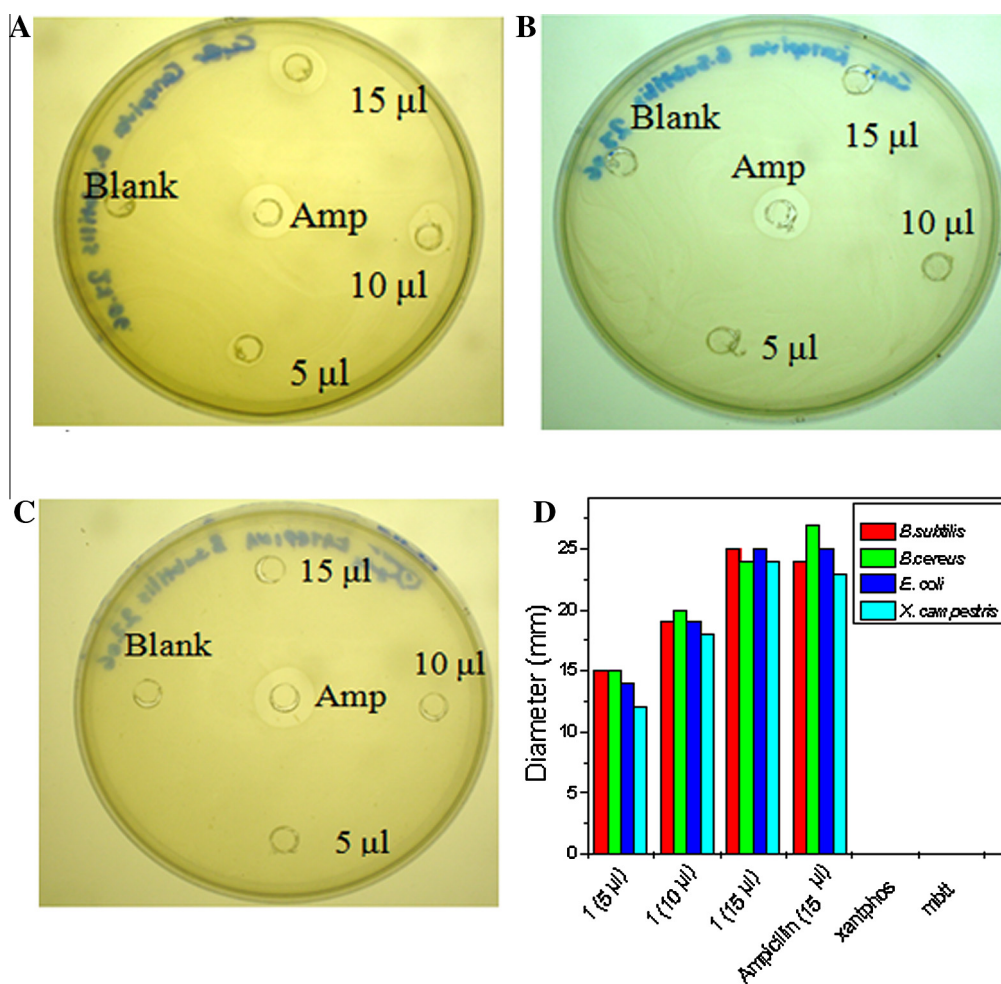 A
15 μl
Blank
Amp
10 μl
5 μl
B
Blank
15 μl
Amp
10 μl
5 μl
C
15 μl
Blank
10 μl
Amp
5 μl
D
B.subtilis
B.cereus
E. coli
X. campestris
Diameter (mm)
25
20
15
10
5
0
1 (5 μl)
1 (10 μl)
1 (15 μl)
Ampicillin (15 μl)
xantphos
mbtt